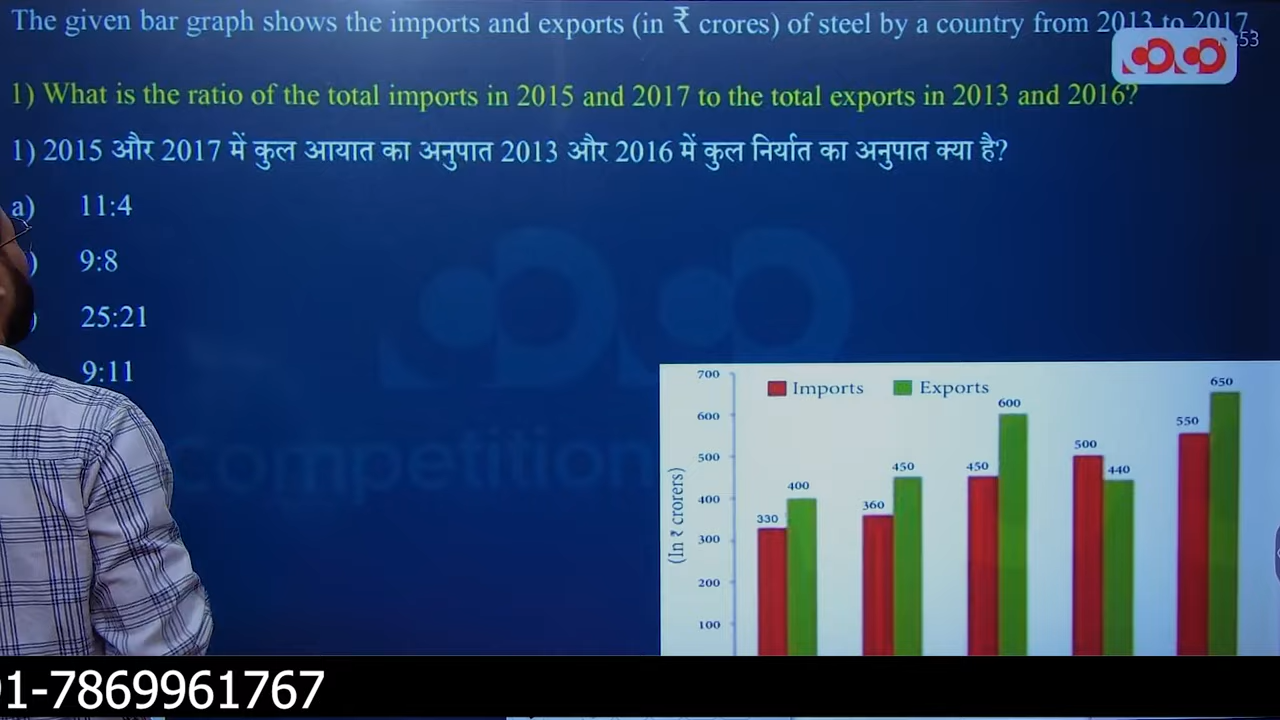 The given bar graph shows the imports and exports (in ₹ crores) of steel by a country from 2013 to 2017.
:53
1) What is the ratio of the total imports in 2015 and 2017 to the total exports in 2013 and 2016?
1) 2015 और 2017 में कुल आयात का अनुपात 2013 और 2016 में कुल निर्यात का अनुपात क्या है?
a) 11:4
) 9:8
) 25:21
9:11
Competition
700
600
500
400
300
200
100
(In ₹ crorers)
Imports Exports
330 400
360 450
450 600
500 440
550 650
91-7869961767